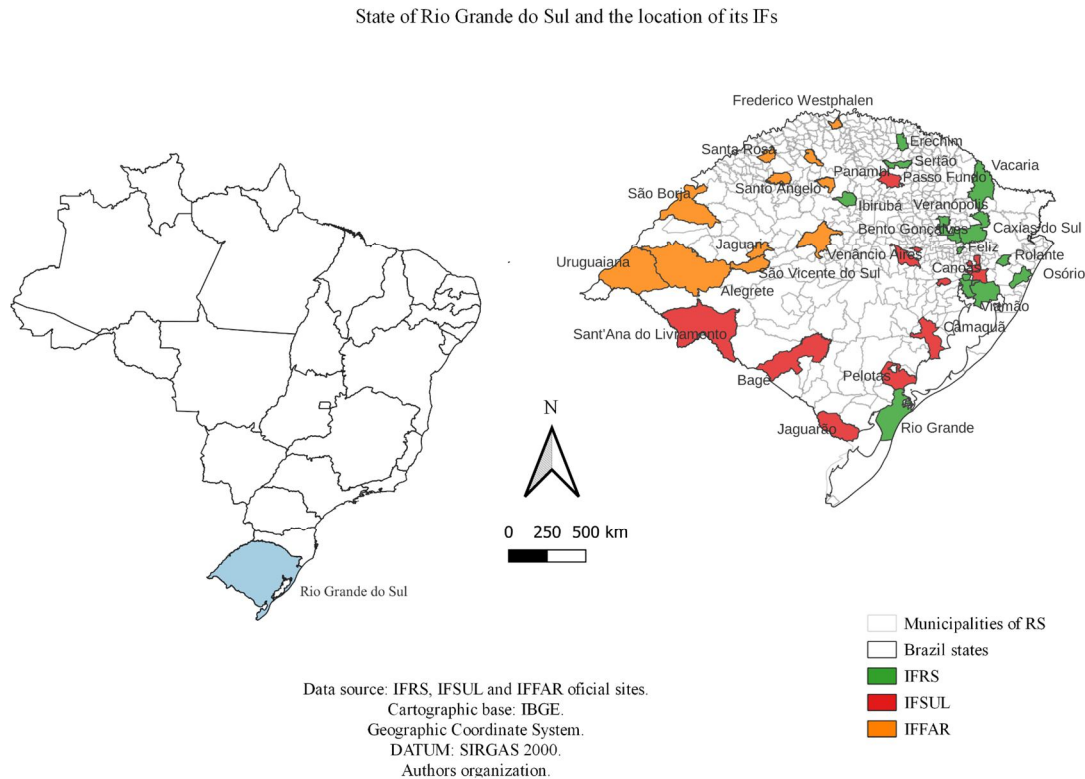 State of Rio Grande do Sul and the location of its IFs
Frederico Westphalen
Erechim
Santa Rosa
Sertão
Vacaria
Panambi
Passo Fundo
Santo Ângelo
São Borja
Ibirubá
Veranópolis
Bento Gonçalves
Caxias do Sul
Jaguari
Feliz
Venâncio Aires
Rolante
Uruguaiana
Canoas
São Vicente do Sul
Osório
Alegrete
Viamão
Sant'Ana do Livramento
Camaquã
Bagé
Pelotas
Jaguarão
Rio Grande
N
0 250 500 km
Rio Grande do Sul
Municipalities of RS
Brazil states
IFRS
IFSUL
IFFAR
Data source: IFRS, IFSUL and IFFAR oficial sites.
Cartographic base: IBGE.
Geographic Coordinate System.
DATUM: SIRGAS 2000.
Authors organization.